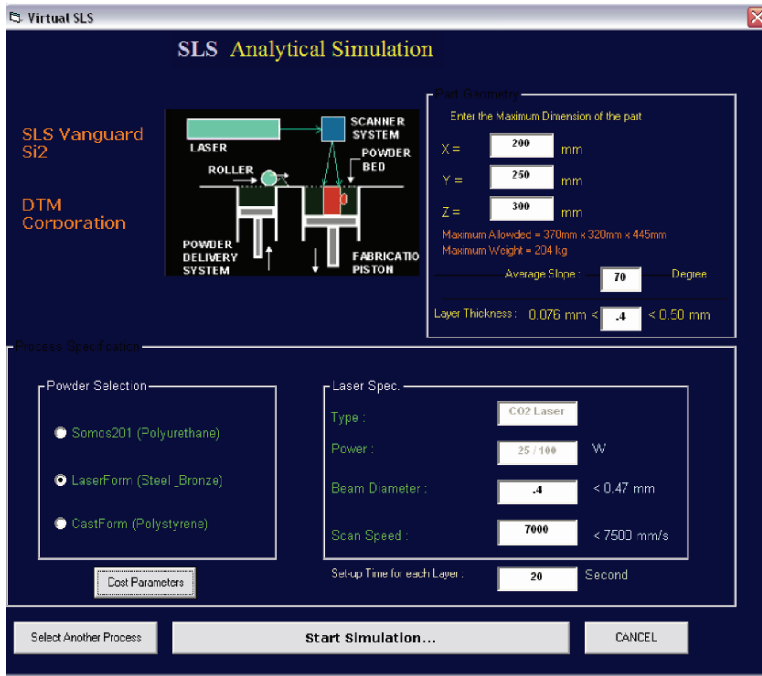 Virtual SLS
SLS Analytical Simulation
SLS Vanguard
Si2
DTM
Corporation
LASER
SCANNER
SYSTEM
ROLLER
POWDER
BED
POWDER
DELIVERY
SYSTEM
FABRICATIO
PISTON
Part Geometry
Enter the Maximum Dimension of the part
X = 200 mm
Y = 250 mm
Z = 300 mm
Maximum Allowded = 370mm x 320mm x 445mm
Maximum Weight = 204 kg
Average Slope : 70 Degree
Layer Thickness : 0.076 mm < .4 < 0.50 mm
Process Specification
Powder Selection
Somos201 (Polyurethane)
LaserForm (Steel_Bronze)
CastForm (Polystyrene)
Cost Parameters
Laser Spec.
Type : CO2 Laser
Power : 25 / 100 W
Beam Diameter : .4 < 0.47 mm
Scan Speed : 7000 < 7500 mm/s
Set-up Time for each Layer : 20 Second
Select Another Process
Start Simulation...
CANCEL